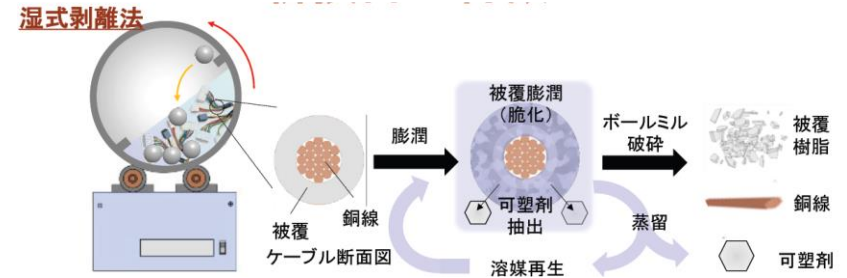 湿式剥離法
被覆
銅線
ケーブル断面図
膨潤
被覆膨潤
(脆化)
可塑剤
抽出
溶媒再生
ボールミル
破砕
蒸留
被覆
樹脂
銅線
可塑剤